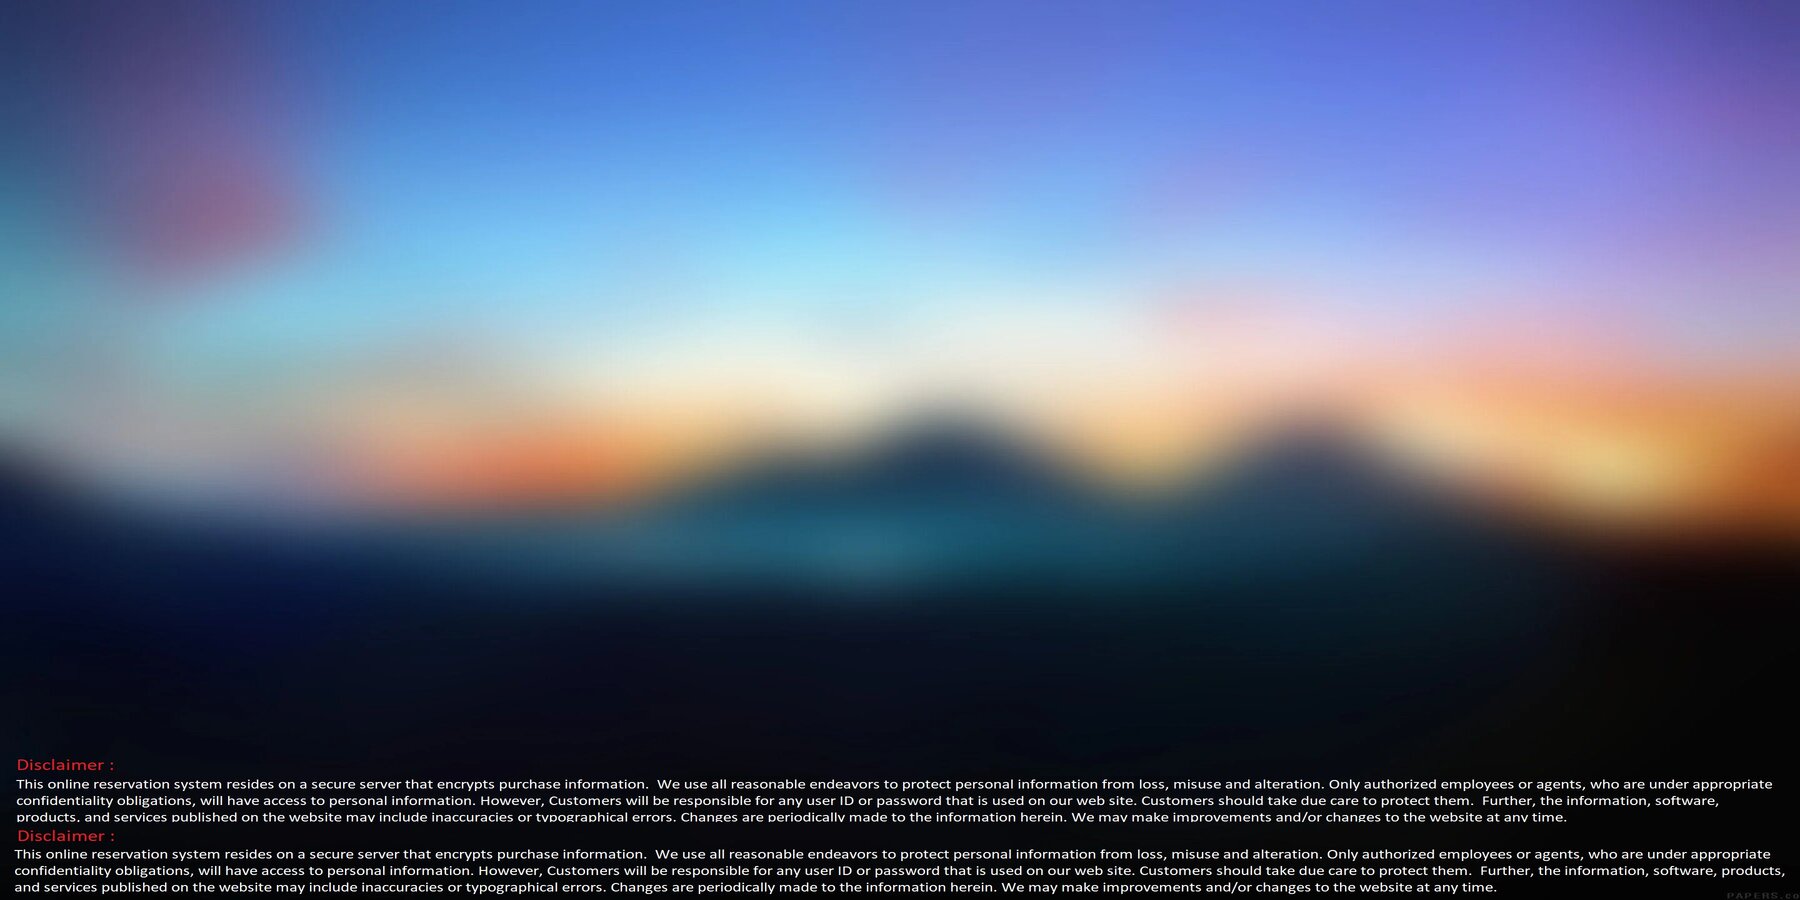 Disclaimer :
This online reservation system resides on a secure server that encrypts purchase information.  We use all reasonable endeavors to protect personal information from loss, misuse and alteration. Only authorized employees or agents, who are under appropriate
confidentiality obligations, will have access to personal information. However, Customers will be responsible for any user ID or password that is used on our web site. Customers should take due care to protect them.  Further, the information, software,
products, and services published on the website may include inaccuracies or typographical errors. Changes are periodically made to the information herein. We may make improvements and/or changes to the website at any time.
Disclaimer :
This online reservation system resides on a secure server that encrypts purchase information.  We use all reasonable endeavors to protect personal information from loss, misuse and alteration. Only authorized employees or agents, who are under appropriate
confidentiality obligations, will have access to personal information. However, Customers will be responsible for any user ID or password that is used on our web site. Customers should take due care to protect them.  Further, the information, software, products,
and services published on the website may include inaccuracies or typographical errors. Changes are periodically made to the information herein. We may make improvements and/or changes to the website at any time.
PAPERS.co